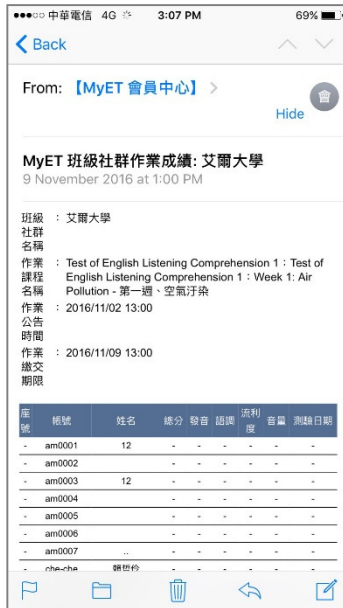 中華電信 4G 3:07 PM 69%
Back
From: 【MyET 會員中心】
會
Hide
MyET 班級社群作業成績: 艾爾大學
9 November 2016 at 1:00 PM
班級社群名稱 : 艾爾大學
作業課程名稱 : Test of English Listening Comprehension 1：Test of
English Listening Comprehension 1：Week 1: Air
Pollution - 第一週、空氣汙染
作業公告時間 : 2016/11/02 13:00
作業繳交期限 : 2016/11/09 13:00
座號 帳號 姓名 總分 發音 語調 流利度 音量 測驗日期
- am0001 12 - - - - - -
- am0002 - - - - - -
- am0003 12 - - - - - -
- am0004 - - - - - -
- am0005 - - - - - -
- am0006 - - - - - -
- am0007 .. - - - - - -
- che-che - - - - - -